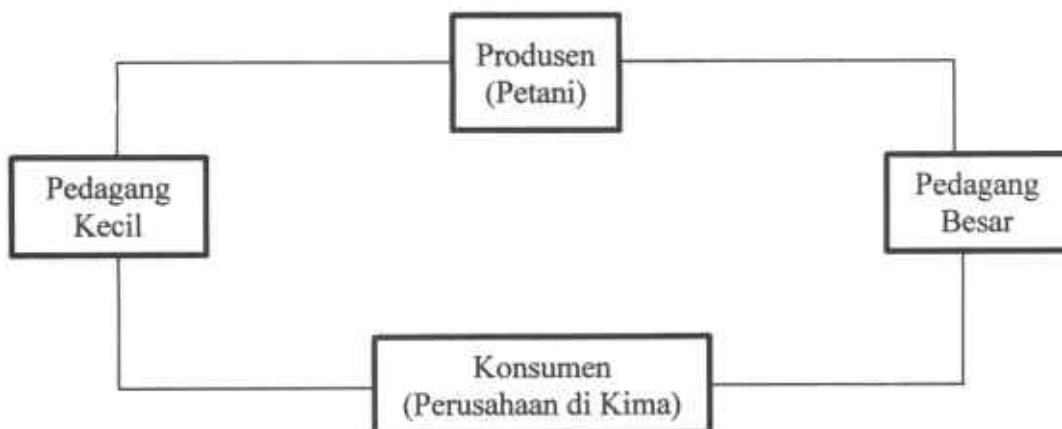 Produsen
(Petani)
Pedagang
Kecil
Pedagang
Besar
Konsumen
(Perusahaan di Kima)